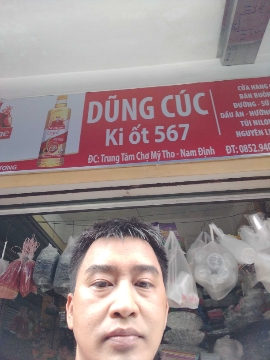 DŨNG CÚC
Ki ốt 567
ĐC: Trung Tâm Chợ Mỹ Tho - Nam Định
CỬA HÀNG
BÁN BUÔN
ĐƯỜNG - SỮ
DẦU ĂN - HƯƠNG
TÚI NILON
NGUYÊN LI
ĐT: 0852.940